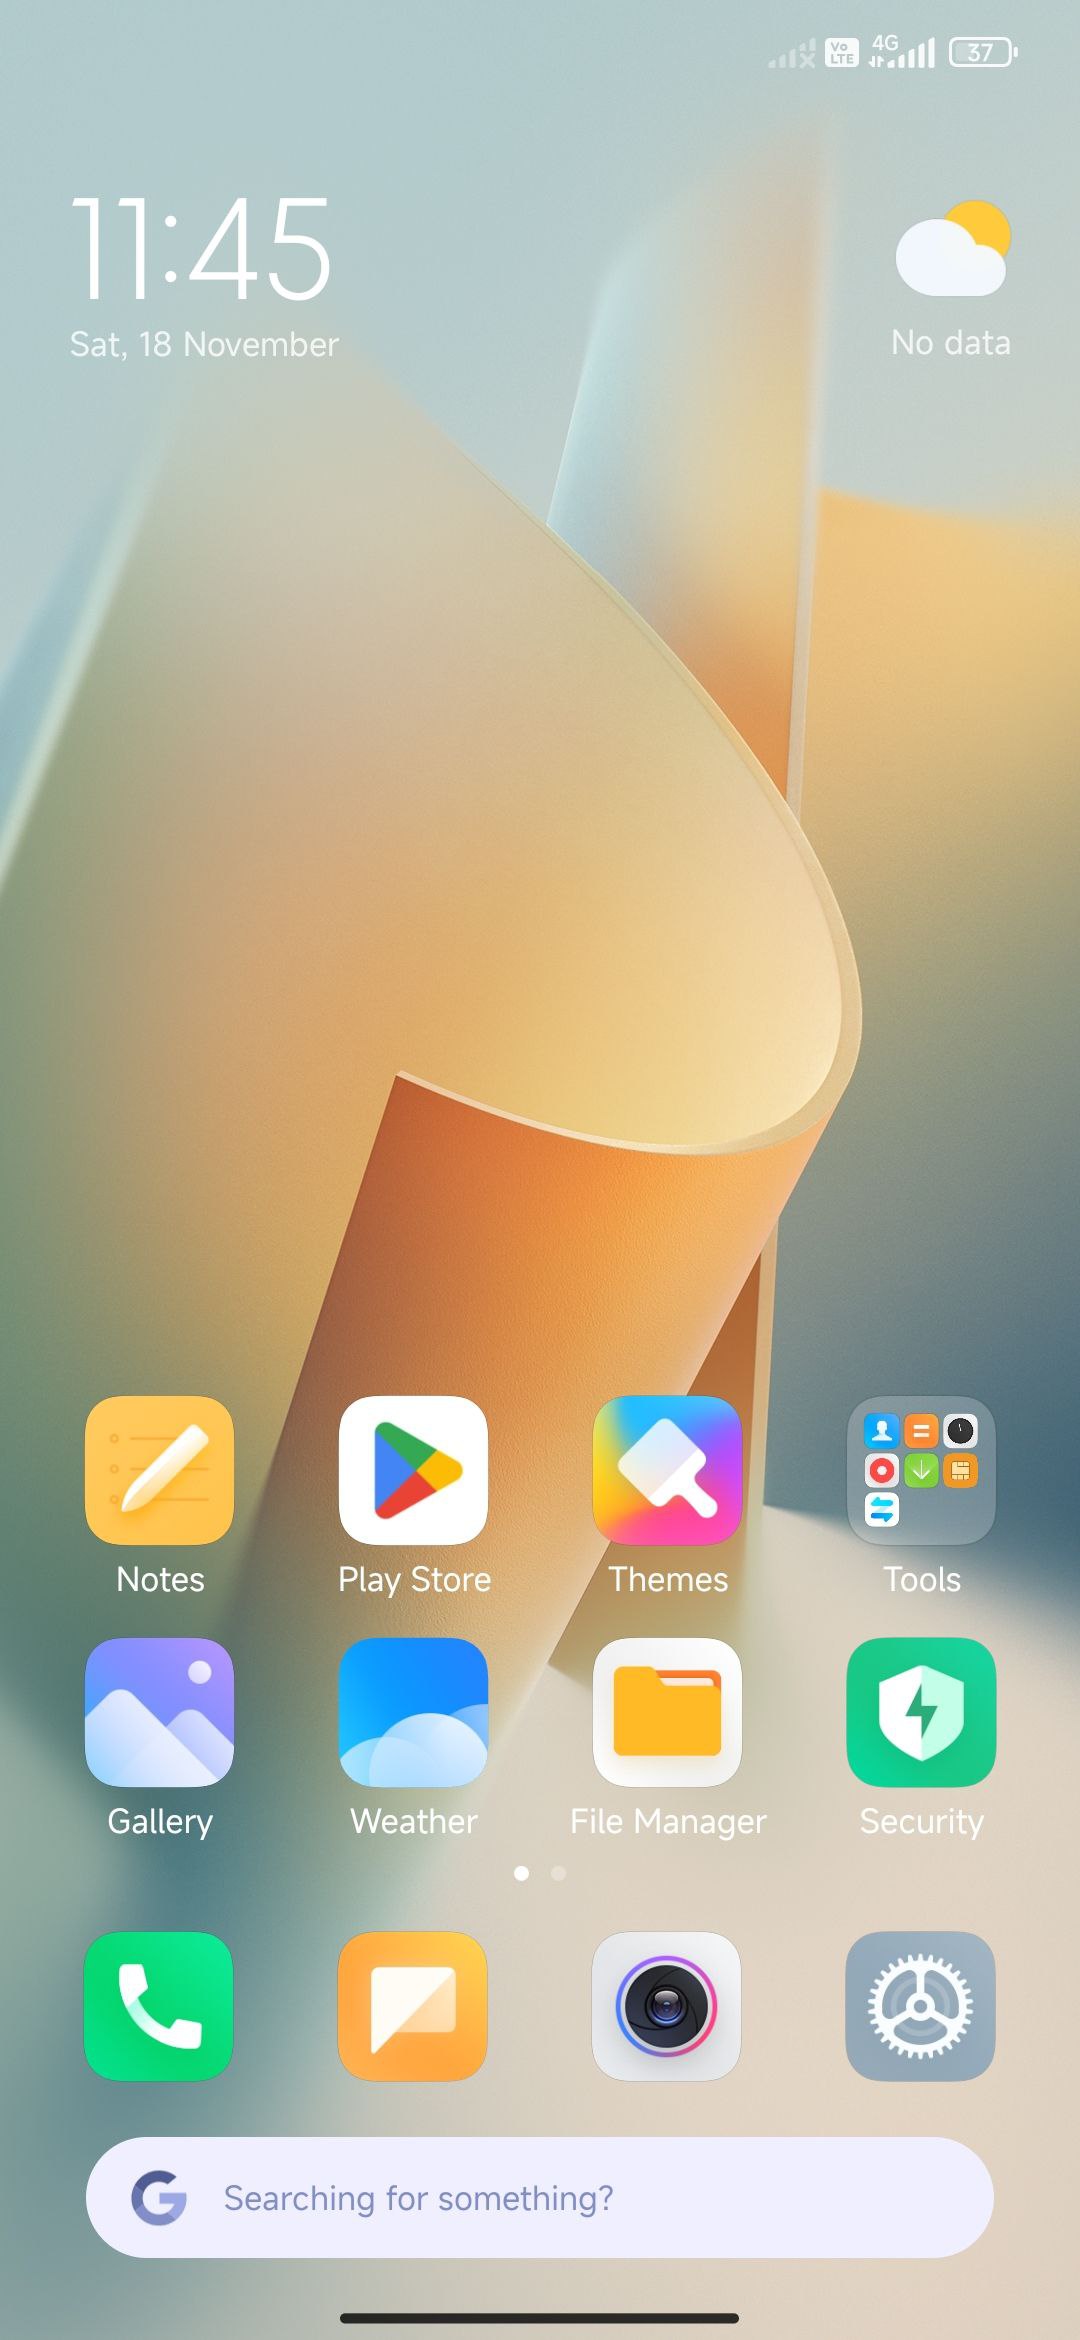 Vo
LTE
4G
37
11:45
Sat, 18 November
No data
Notes
Play Store
Themes
Tools
Gallery
Weather
File Manager
Security
G
Searching for something?